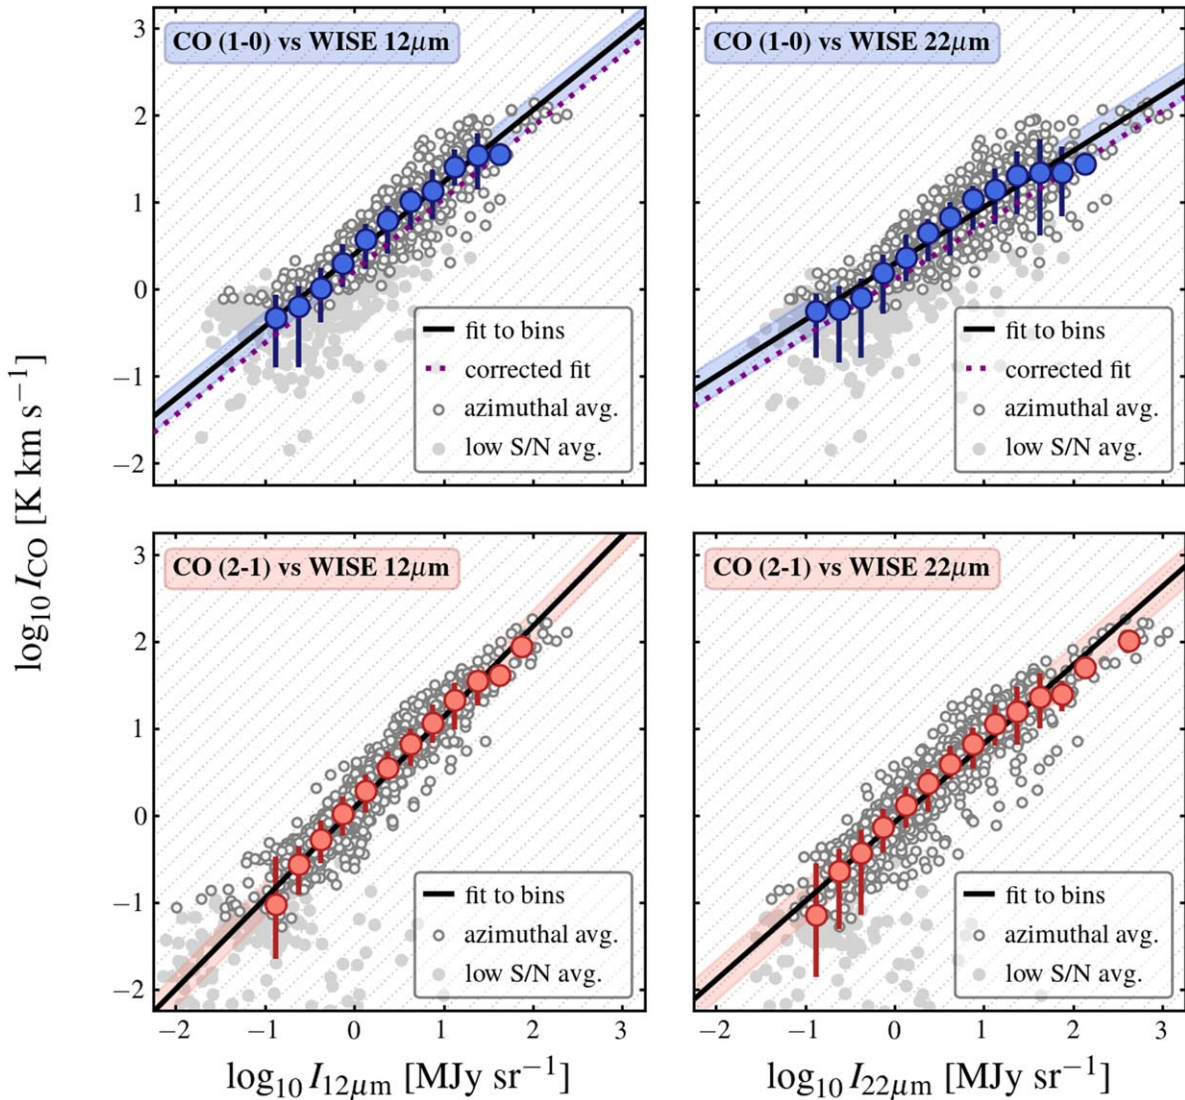 CO (1-0) vs WISE 12μm
CO (1-0) vs WISE 22μm
3
2
1
0
−1
−2
fit to bins
corrected fit
azimuthal avg.
low S/N avg.
fit to bins
corrected fit
azimuthal avg.
low S/N avg.
log₁₀ I_CO [K km s⁻¹]
CO (2-1) vs WISE 12μm
CO (2-1) vs WISE 22μm
3
2
1
0
−1
−2
fit to bins
azimuthal avg.
low S/N avg.
fit to bins
azimuthal avg.
low S/N avg.
−2 −1 0 1 2 3
−2 −1 0 1 2 3
log₁₀ I₁₂μm [MJy sr⁻¹]
log₁₀ I₂₂μm [MJy sr⁻¹]